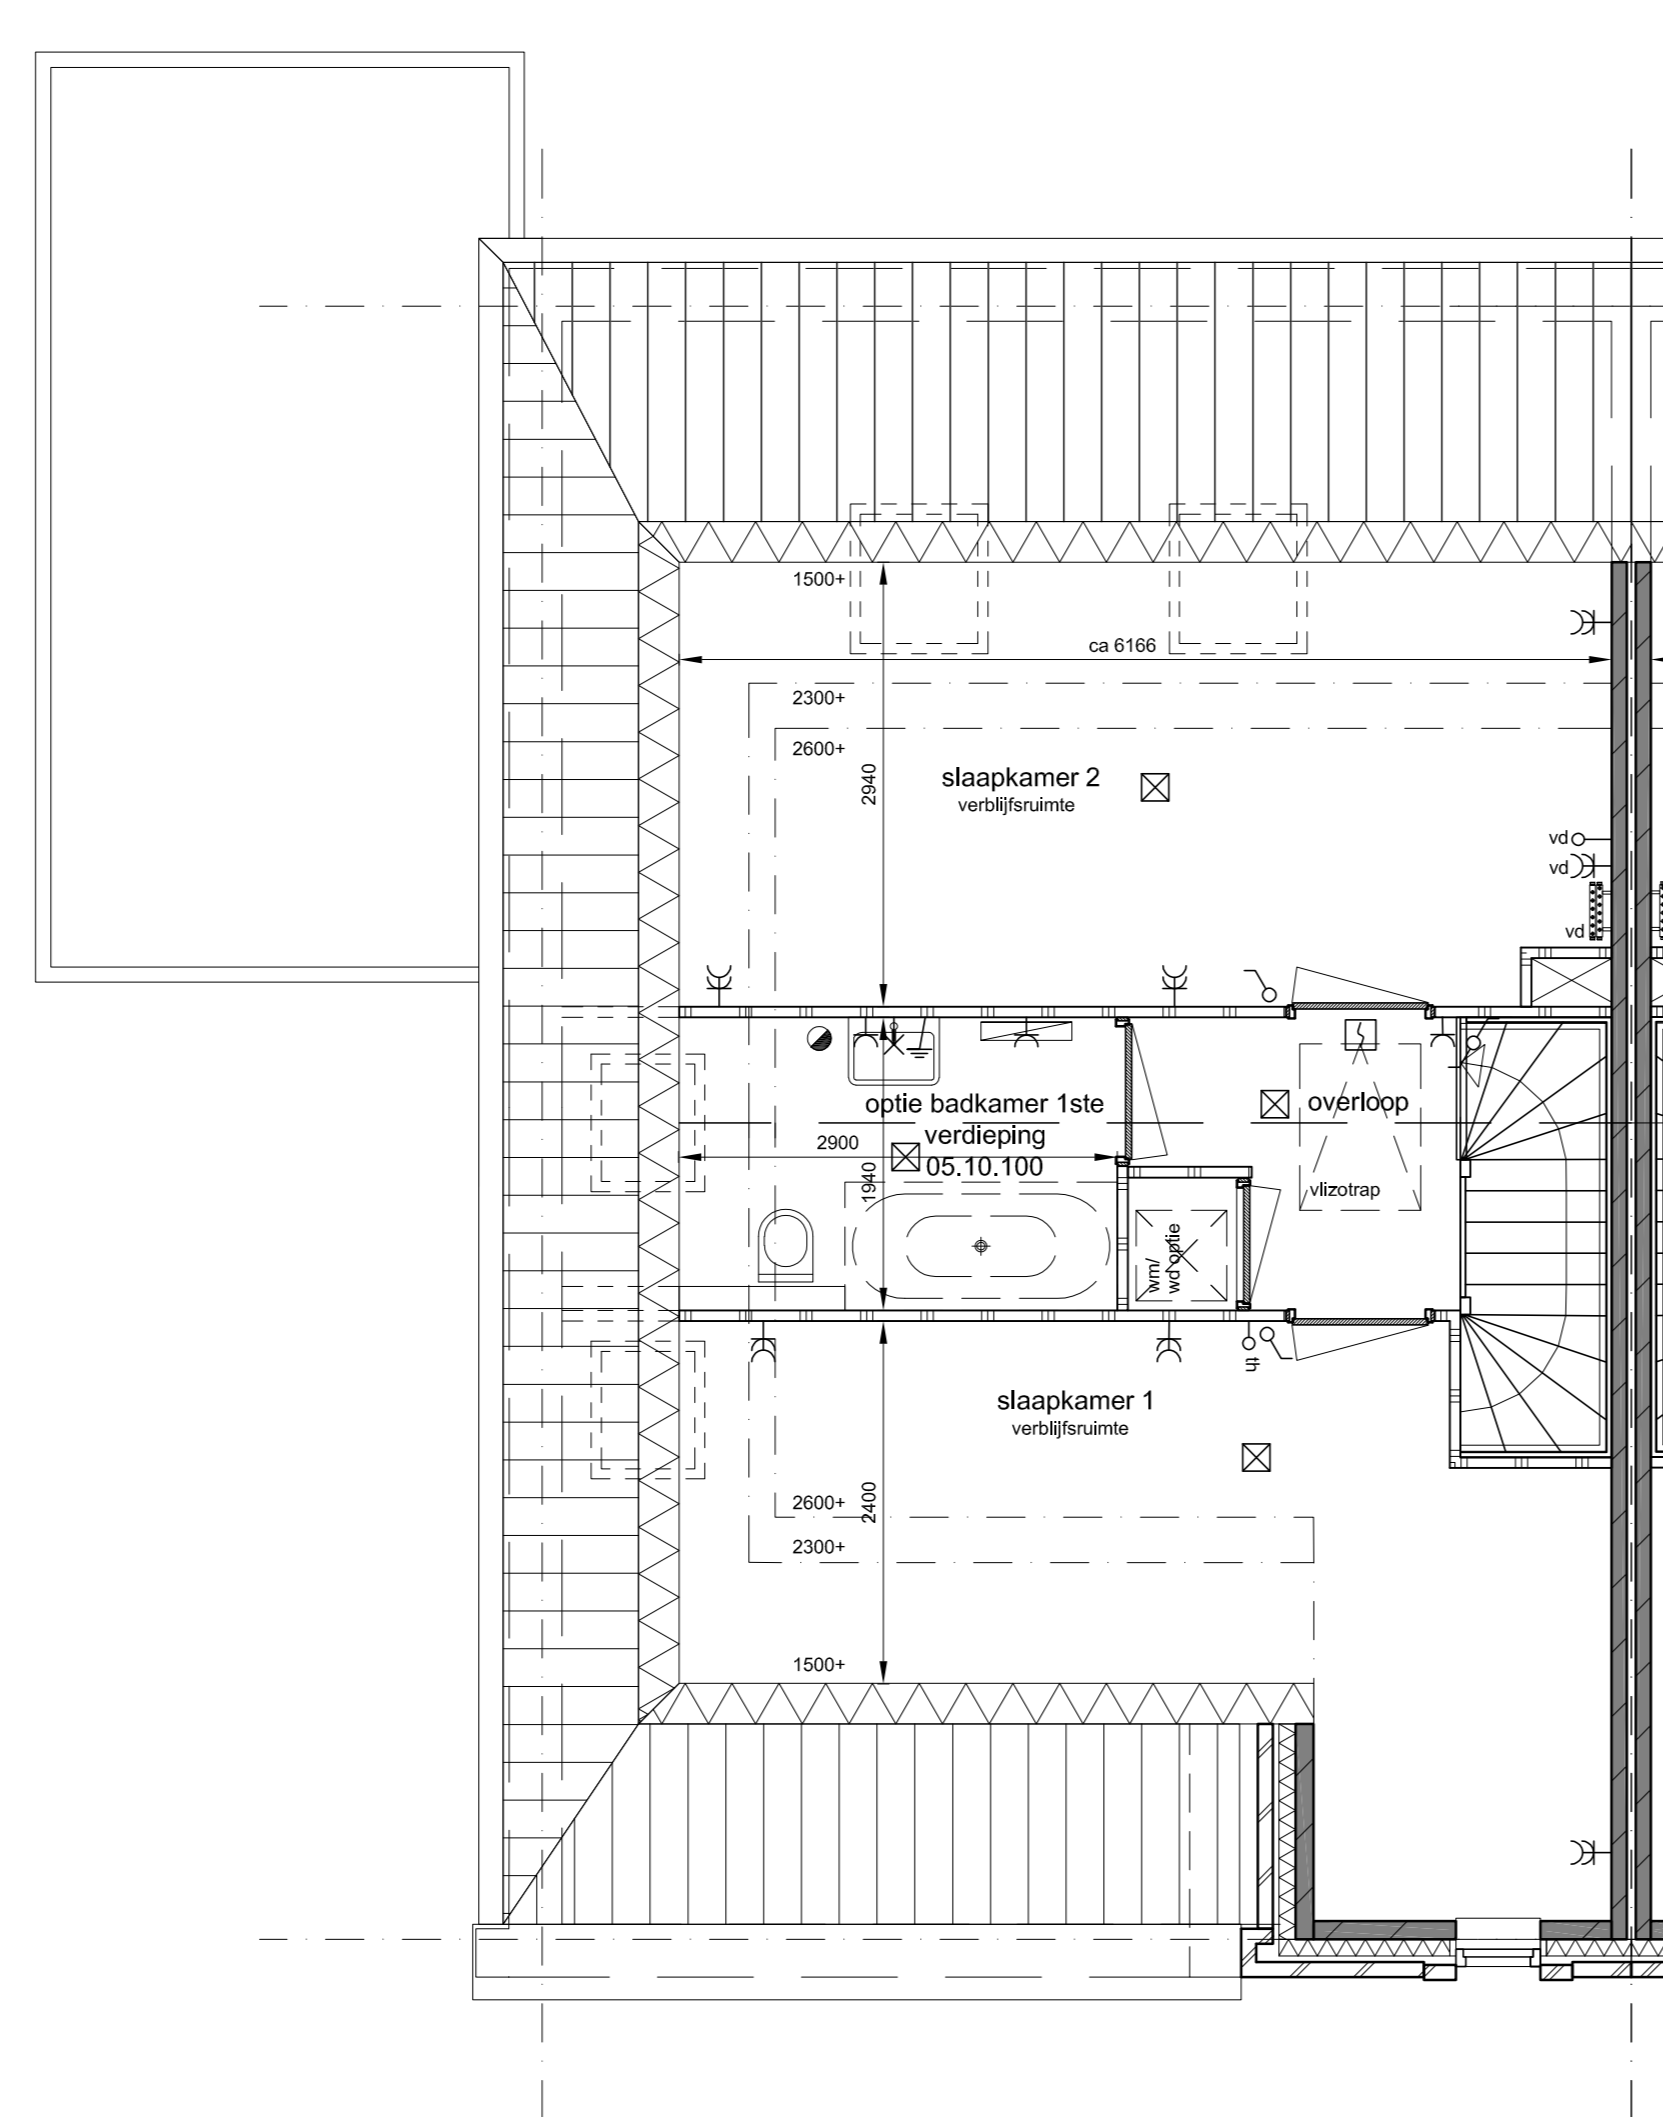 1500+
ca 6166
2300+
2600+
2940
slaapkamer 2
verblijfsruimte
vd
vd
vd
optie badkamer 1ste
verdieping
05.10.100
2900
1940
overloop
vlizotrap
wm/
wd optie
th
slaapkamer 1
verblijfsruimte
2600+
2400
2300+
1500+